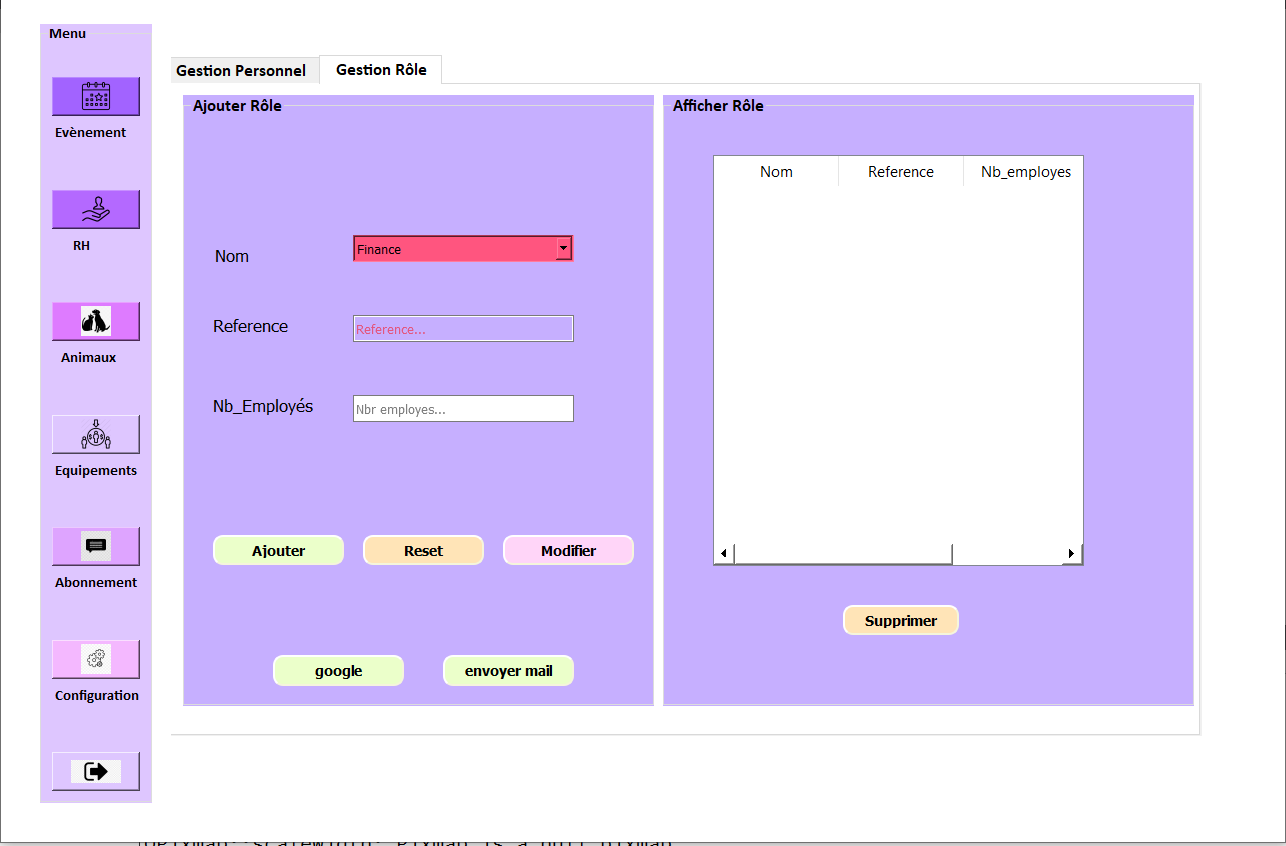 Menu
Evènement
RH
Animaux
Equipements
Abonnement
Configuration
Gestion Personnel
Gestion Rôle
Ajouter Rôle
Nom
Finance
Reference
Reference...
Nb_Employés
Nbr employes...
Ajouter
Reset
Modifier
google
envoyer mail
Afficher Rôle
Nom Reference Nb_employes
Supprimer